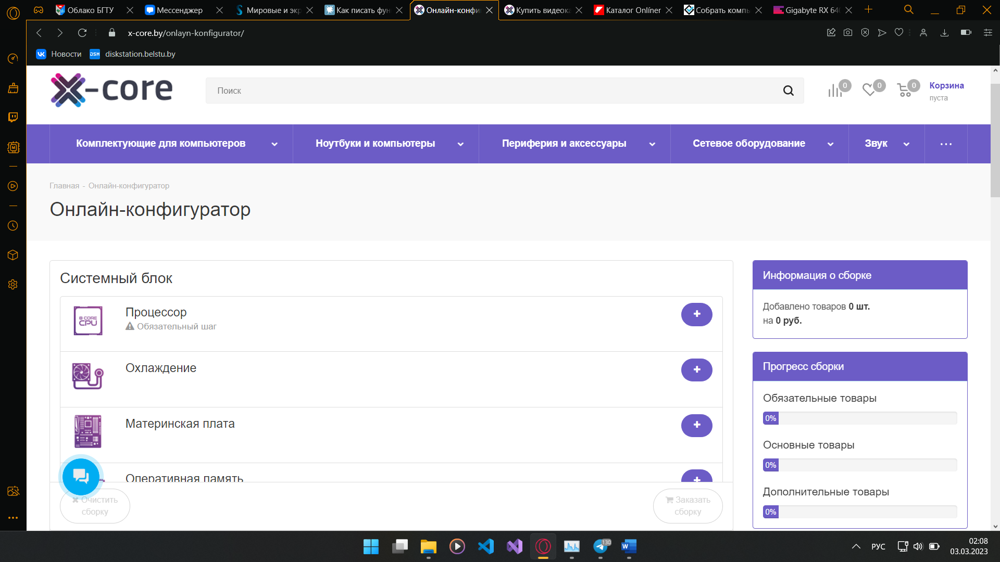 Облако БГТУ
Мессенджер
Мировые и экр
Как писать фун
Онлайн-конфи
Купить видеока
Каталог Onlíner
Собрать компь
Gigabyte RX 640
x-core.by/onlayn-konfigurator/
Новости
DSM
diskstation.belstu.by
x-core
Поиск
0
0
0
Корзина
пуста
Комплектующие для компьютеров
Ноутбуки и компьютеры
Периферия и аксессуары
Сетевое оборудование
Звук
...
Главная - Онлайн-конфигуратор
Онлайн-конфигуратор
Системный блок
8 CORE
CPU
Процессор
Обязательный шаг
Охлаждение
Материнская плата
Оперативная память
Очистить
сборку
Заказать
сборку
Информация о сборке
Добавлено товаров 0 шт.
на 0 руб.
Прогресс сборки
Обязательные товары
0%
Основные товары
0%
Дополнительные товары
0%
130
РУС
02:08
03.03.2023